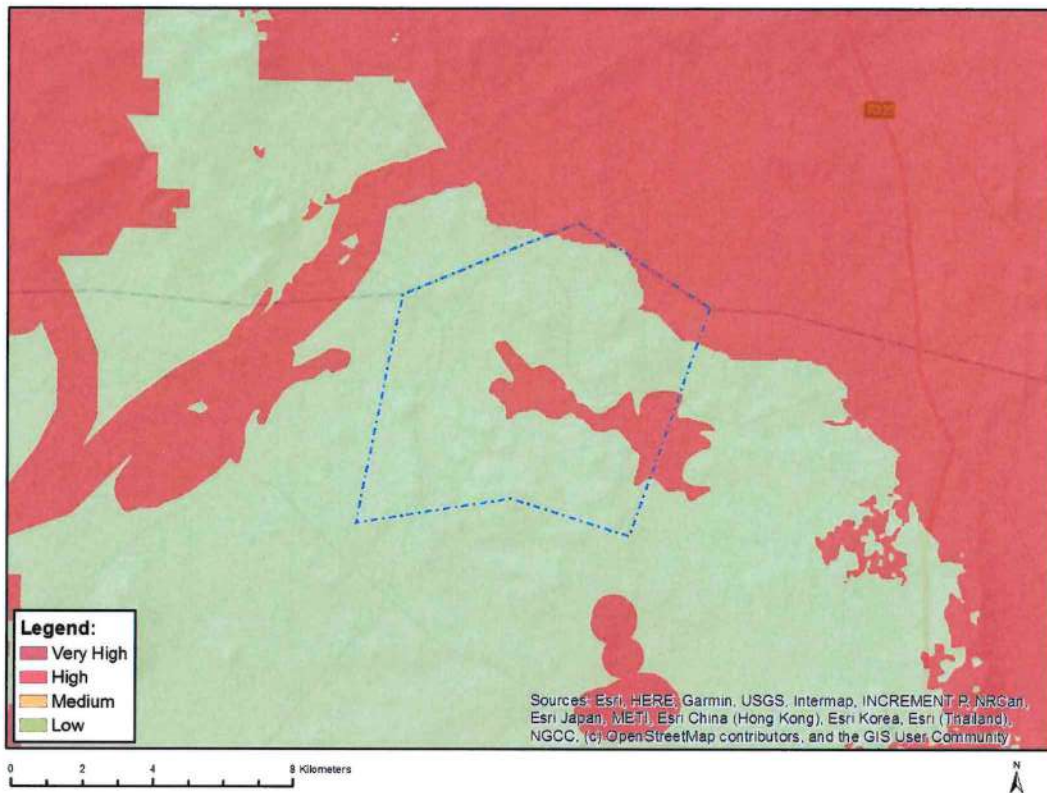 Legend:
Very High
High
Medium
Low
Sources: Esri, HERE, Garmin, USGS, Intermap, INCREMENT P, NRCan,
Esri Japan, METI, Esri China (Hong Kong), Esri Korea, Esri (Thailand),
NGCC, (c) OpenStreetMap contributors, and the GIS User Community
0 2 4 8 Kilometers
N